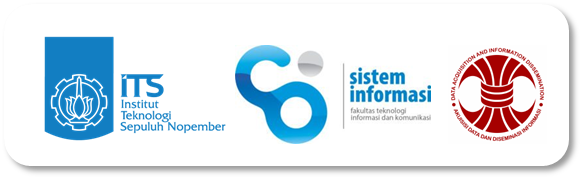 iTS
Institut
Teknologi
Sepuluh Nopember
sistem
informasi
fakultas teknologi
informasi dan komunikasi
DATA ACQUISITION AND INFORMATION DISSEMINATION
AKUISISI DATA DAN DISEMINASI INFORMASI